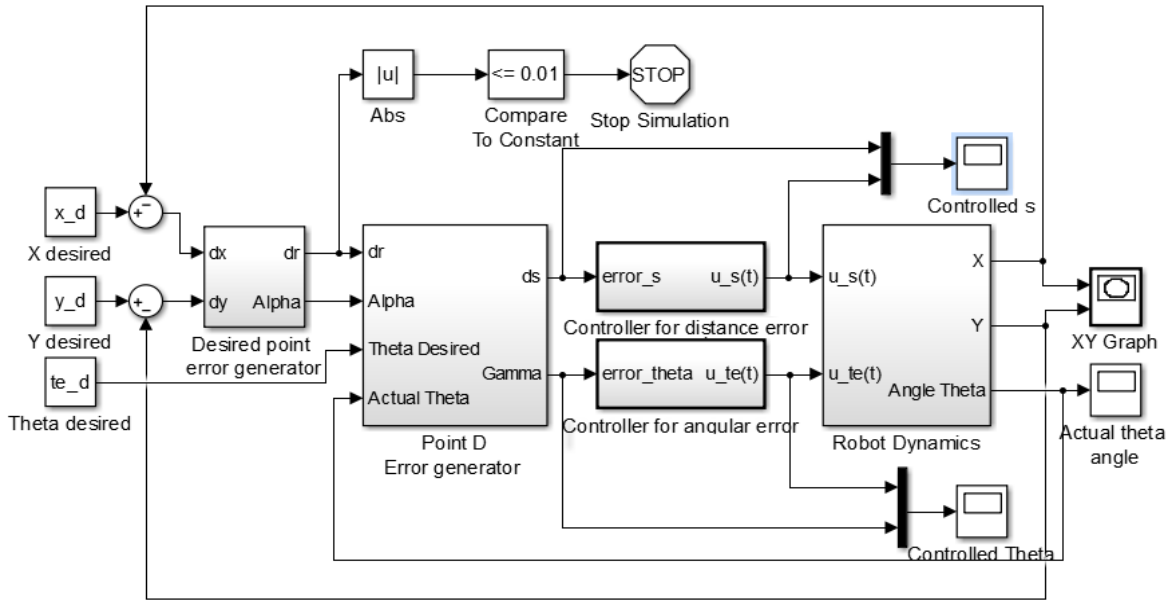 |u|
<= 0.01
STOP
Abs
Compare
To Constant
Stop Simulation
x_d
+
−
X desired
Controlled s
dx
dr
dr
ds
error_s
u_s(t)
u_s(t)
X
y_d
+
−
dy
Alpha
Alpha
Y desired
Desired point
error generator
Controller for distance error
Y
XY Graph
te_d
Theta desired
Theta Desired
Gamma
error_theta
u_te(t)
u_te(t)
Angle Theta
Actual Theta
Controller for angular error
Point D
Error generator
Robot Dynamics
Actual theta
angle
Controlled Theta